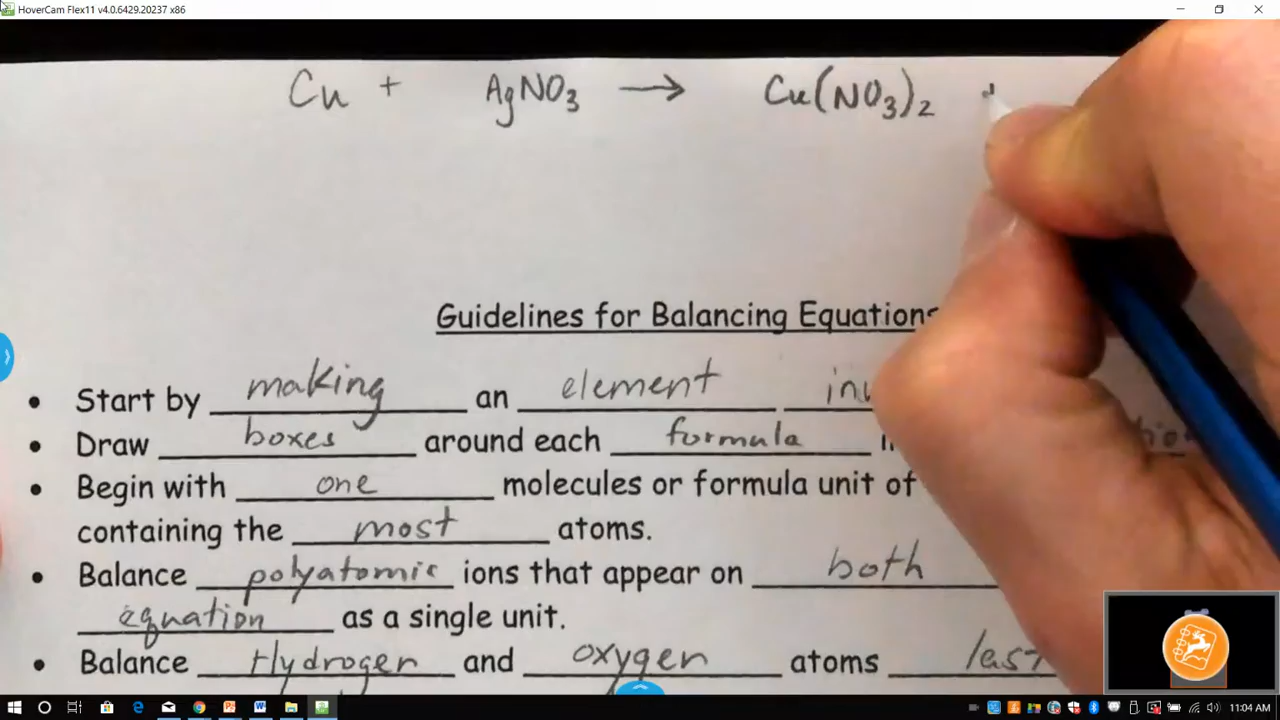 HoverCam Flex11 v4.0.6429.20237 x86
Cu + AgNO3 → Cu(NO3)2 +
Guidelines for Balancing Equations
• Start by making an element
• Draw boxes around each formula
• Begin with one molecules or formula unit of
containing the most atoms.
• Balance polyatomic ions that appear on both
equation as a single unit.
• Balance Hydrogen and oxygen atoms last
11:04 AM